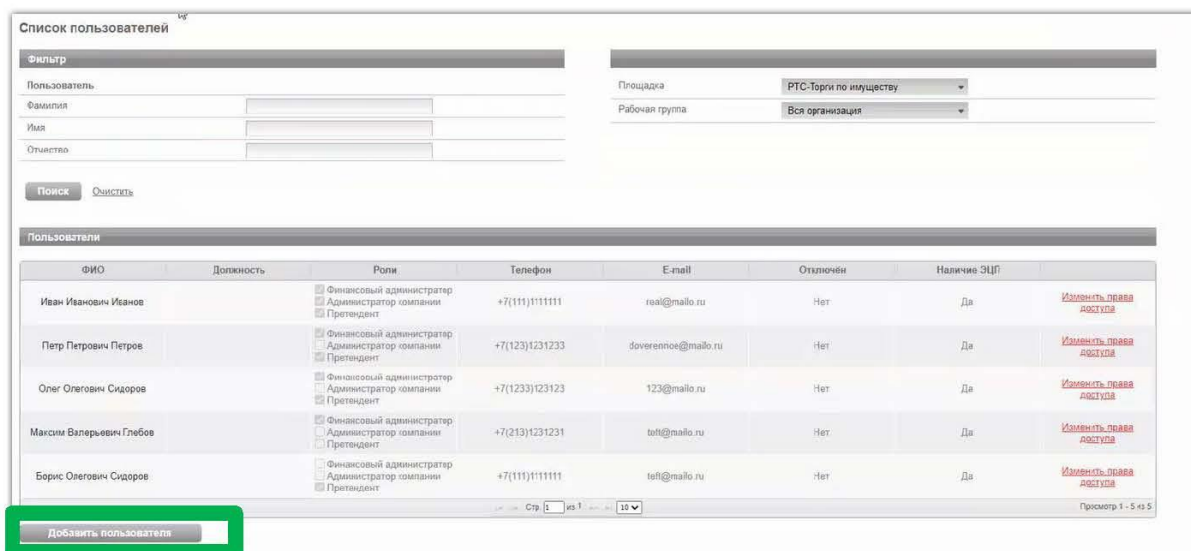 Список пользователей
Фильтр
Пользователь
Площадка РТС-Торги по имуществу
Фамилия
Рабочая группа Вся организация
Имя
Отчество
Поиск Очистить
Пользователи
ФИО Должность Роли Телефон E-mail Отключён Наличие ЭЦП
Иван Иванович Иванов Финансовый администратор Администратор компании Претендент +7(111)1111111 real@mailo.ru Нет Да Изменить права доступа
Петр Петрович Петров Финансовый администратор Администратор компании Претендент +7(123)1231233 doverennoe@mailo.ru Нет Да Изменить права доступа
Олег Олегович Сидоров Финансовый администратор Администратор компании Претендент +7(1233)123123 123@mailo.ru Нет Да Изменить права доступа
Максим Валерьевич Глебов Финансовый администратор Администратор компании Претендент +7(213)1231231 Нет Да Изменить права доступа
Борис Олегович Сидоров Финансовый администратор Администратор компании Претендент +7(111)1111111 Нет Да Изменить права доступа
Стр. 1 из 1 10 Просмотр 1 - 5 из 5
Добавить пользователя